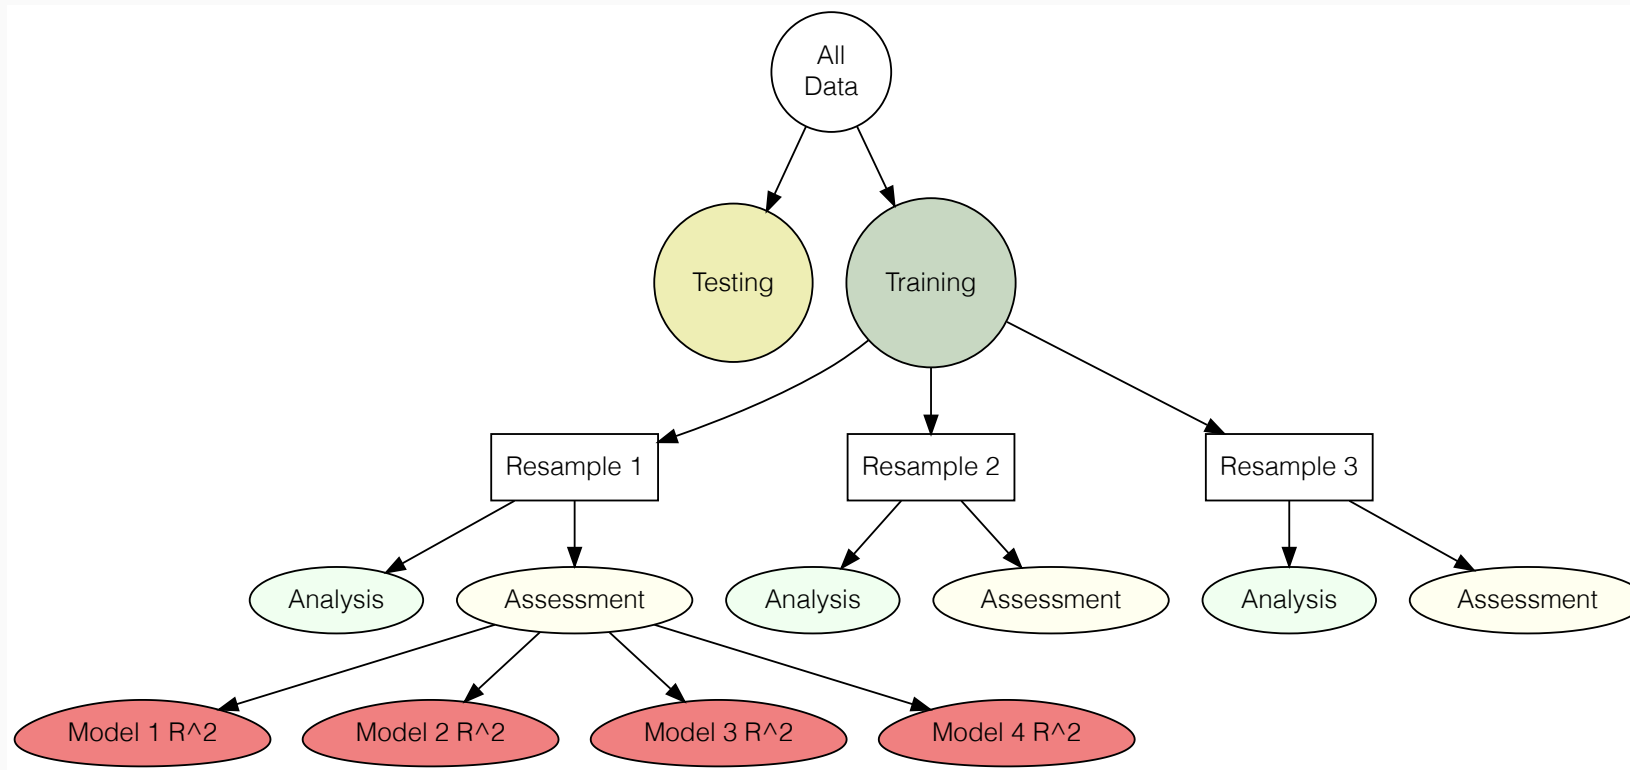 All
Data
Testing
Training
Resample 1
Resample 2
Resample 3
Analysis
Assessment
Analysis
Assessment
Analysis
Assessment
Model 1 R^2
Model 2 R^2
Model 3 R^2
Model 4 R^2